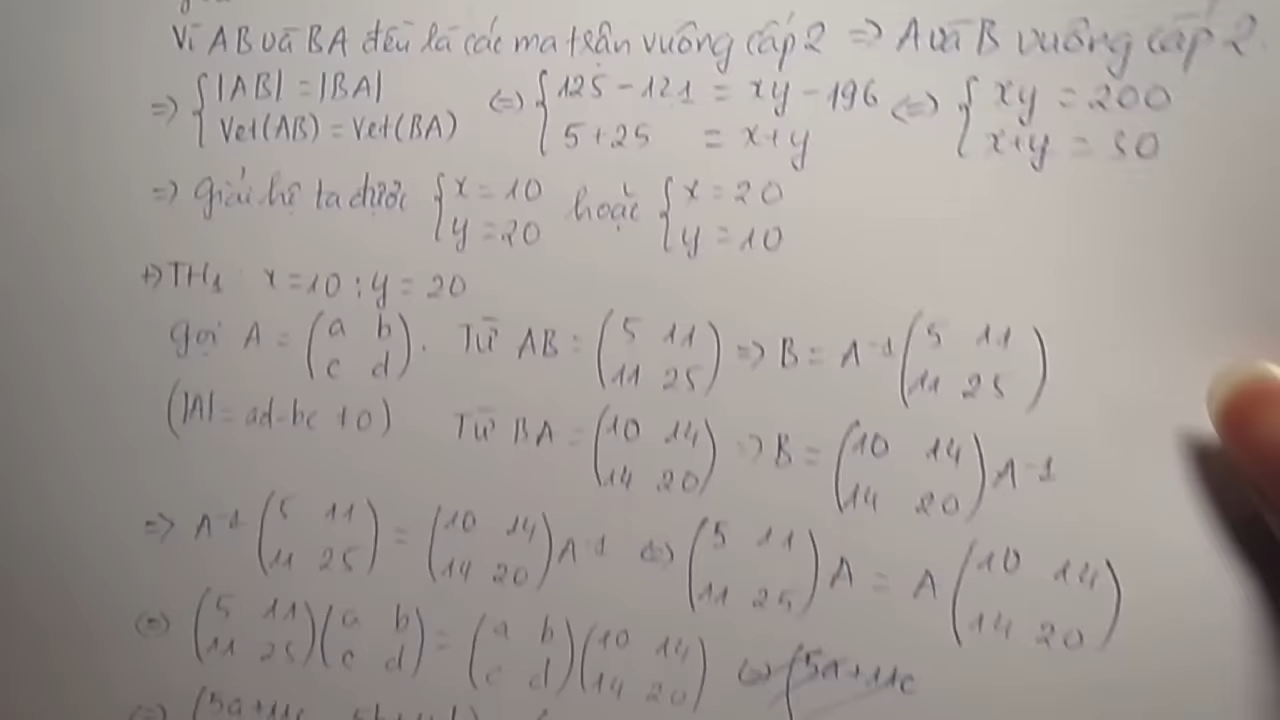 Vì AB và BA đều là các ma trận vuông cấp 2 => A và B vuông cấp 2.
=> { |AB| = |BA| ; Vet(AB) = Vet(BA) <=> { 125 - 121 = xy - 196 ; 5 + 25 = x + y <=> { xy = 200 ; x+y = 30
=> Giải hệ ta được { x = 10 ; y = 20 hoặc { x = 20 ; y = 10
+) TH1 x = 10 ; y = 20
Gọi A = (a b ; c d). Từ AB = (5 11 ; 11 25) => B = A^-1 (5 11 ; 11 25)
(|A| = ad - bc ≠ 0) Từ BA = (10 14 ; 14 20) => B = (10 14 ; 14 20) A^-1
=> A^-1 (5 11 ; 11 25) = (10 14 ; 14 20) A^-1 <=> (5 11 ; 11 25) A = A (10 14 ; 14 20)
<=> (5 11 ; 11 25)(a b ; c d) = (a b ; c d)(10 14 ; 14 20) <=> (5a + 11c
<=> (5a + 11c